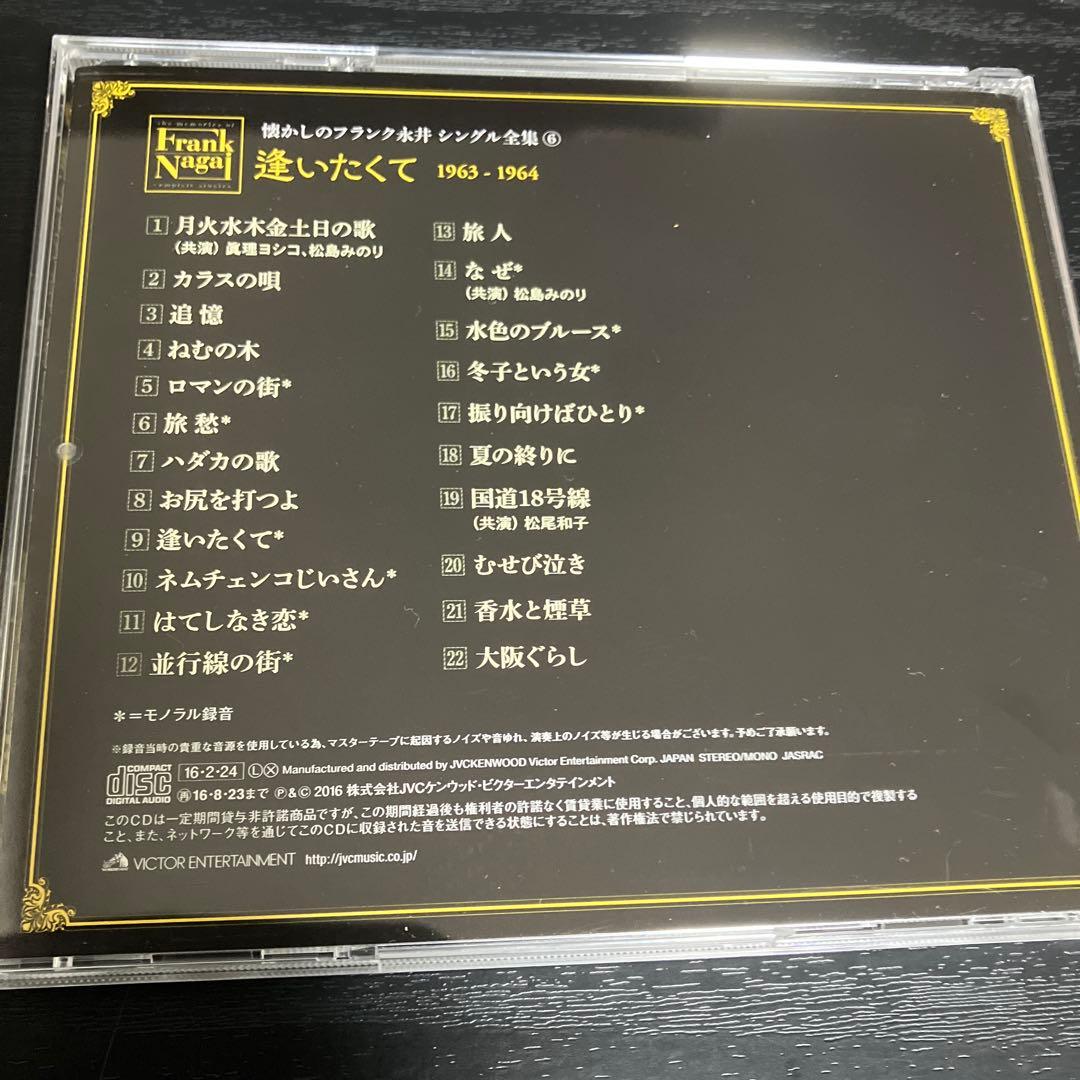 the memories of
Frank
Nagai
complete singles
懐かしのフランク永井 シングル全集⑥
逢いたくて 1963 - 1964
1 月火水木金土日の歌
(共演) 眞理ヨシコ、松島みのり
2 カラスの唄
3 追憶
4 ねむの木
5 ロマンの街*
6 旅愁*
7 ハダカの歌
8 お尻を打つよ
9 逢いたくて*
10 ネムチェンコじいさん*
11 はてしなき恋*
12 並行線の街*
13 旅人
14 なぜ*
(共演) 松島みのり
15 水色のブルース*
16 冬子という女*
17 振り向けばひとり*
18 夏の終りに
19 国道18号線
(共演) 松尾和子
20 むせび泣き
21 香水と煙草
22 大阪ぐらし
*=モノラル録音
※録音当時の貴重な音源を使用している為、マスターテープに起因するノイズや音ゆれ、演奏上のノイズ等が生じる場合がございます。予めご了承願います。
COMPACT
disc
DIGITAL AUDIO
16・2・24 Ⓛⓧ Manufactured and distributed by JVCKENWOOD Victor Entertainment Corp. JAPAN STEREO/MONO JASRAC
㊥16・8・23まで Ⓟ&© 2016 株式会社JVCケンウッド・ビクターエンタテインメント
このCDは一定期間貸与非許諾商品ですが、この期間経過後も権利者の許諾なく賃貸業に使用すること、個人的な範囲を超える使用目的で複製する
こと、また、ネットワーク等を通じてこのCDに収録された音を送信できる状態にすることは、著作権法で禁じられています。
VICTOR ENTERTAINMENT http://jvcmusic.co.jp/